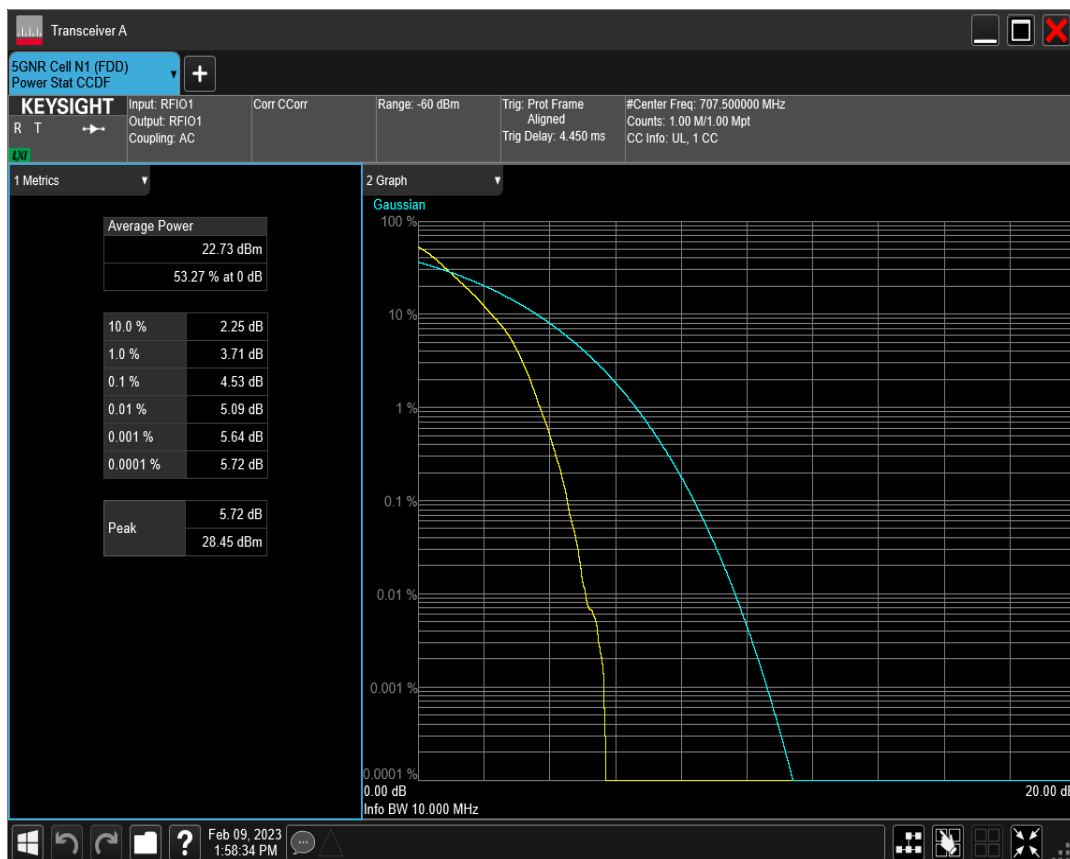 Transceiver A
5GNR Cell N1 (FDD)
Power Stat CCDF
KEYSIGHT
R T
LXI
Input: RFIO1
Output: RFIO1
Coupling: AC
Corr CCorr
Range: -60 dBm
Trig: Prot Frame
Aligned
Trig Delay: 4.450 ms
#Center Freq: 707.500000 MHz
Counts: 1.00 M/1.00 Mpt
CC Info: UL, 1 CC
1 Metrics
Average Power
22.73 dBm
53.27 % at 0 dB
10.0 % 2.25 dB
1.0 % 3.71 dB
0.1 % 4.53 dB
0.01 % 5.09 dB
0.001 % 5.64 dB
0.0001 % 5.72 dB
Peak
5.72 dB
28.45 dBm
2 Graph
Gaussian
100 %
10 %
1 %
0.1 %
0.01 %
0.001 %
0.0001 %
0.00 dB
20.00 dB
Info BW 10.000 MHz
Feb 09, 2023
1:58:34 PM